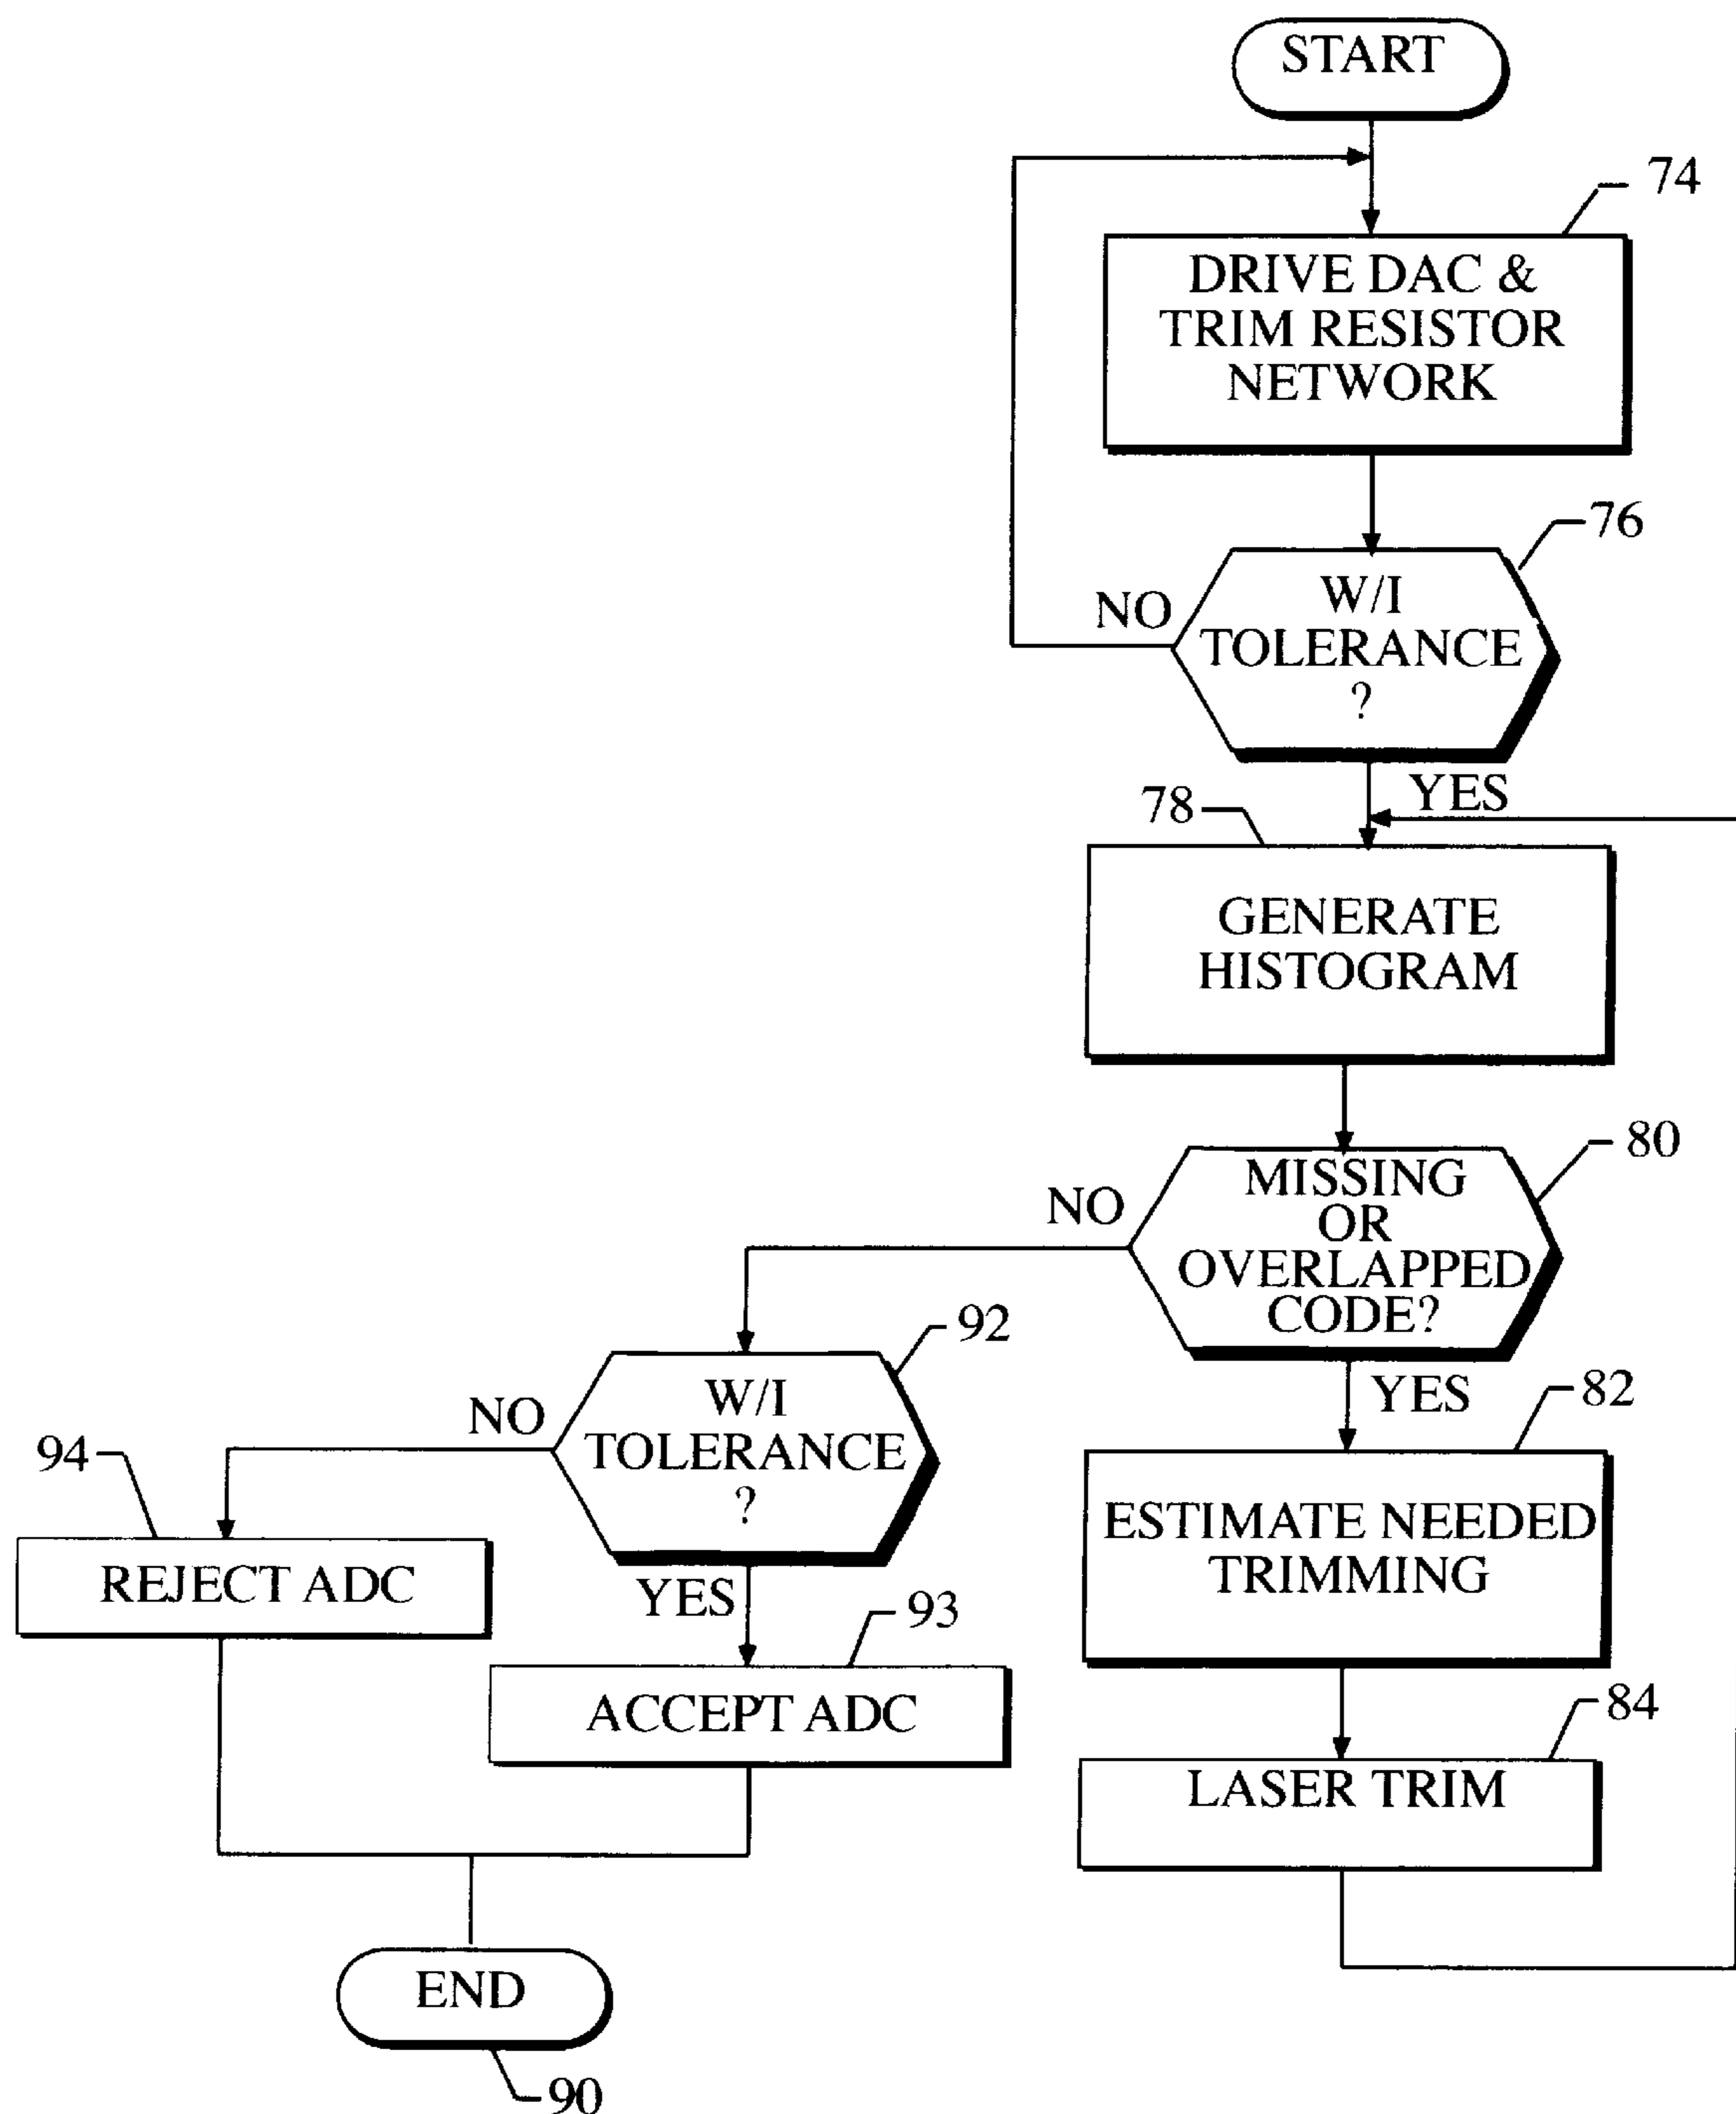 START
74
DRIVE DAC &
TRIM RESISTOR
NETWORK
76
W/I
TOLERANCE
?
NO
YES
78
GENERATE
HISTOGRAM
80
MISSING
OR
OVERLAPPED
CODE?
NO
YES
92
W/I
TOLERANCE
?
NO
YES
94
REJECT ADC
93
ACCEPT ADC
82
ESTIMATE NEEDED
TRIMMING
84
LASER TRIM
END
90